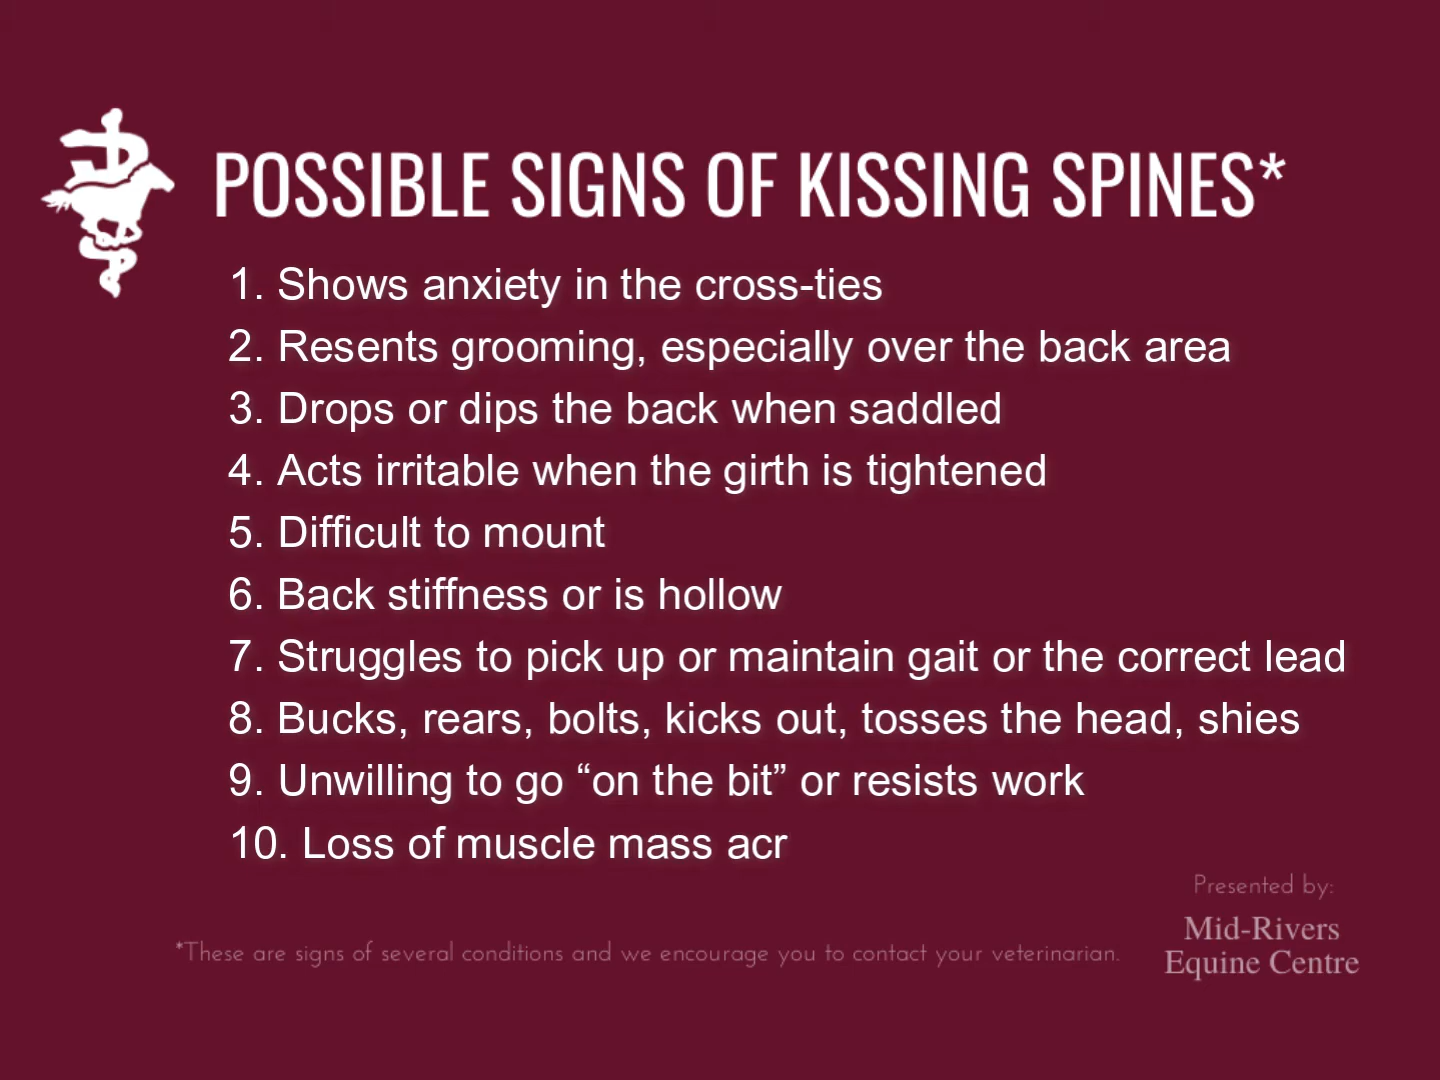 POSSIBLE SIGNS OF KISSING SPINES*
1. Shows anxiety in the cross-ties
2. Resents grooming, especially over the back area
3. Drops or dips the back when saddled
4. Acts irritable when the girth is tightened
5. Difficult to mount
6. Back stiffness or is hollow
7. Struggles to pick up or maintain gait or the correct lead
8. Bucks, rears, bolts, kicks out, tosses the head, shies
9. Unwilling to go “on the bit” or resists work
10. Loss of muscle mass acr
Presented by:
Mid-Rivers
Equine Centre
*These are signs of several conditions and we encourage you to contact your veterinarian.